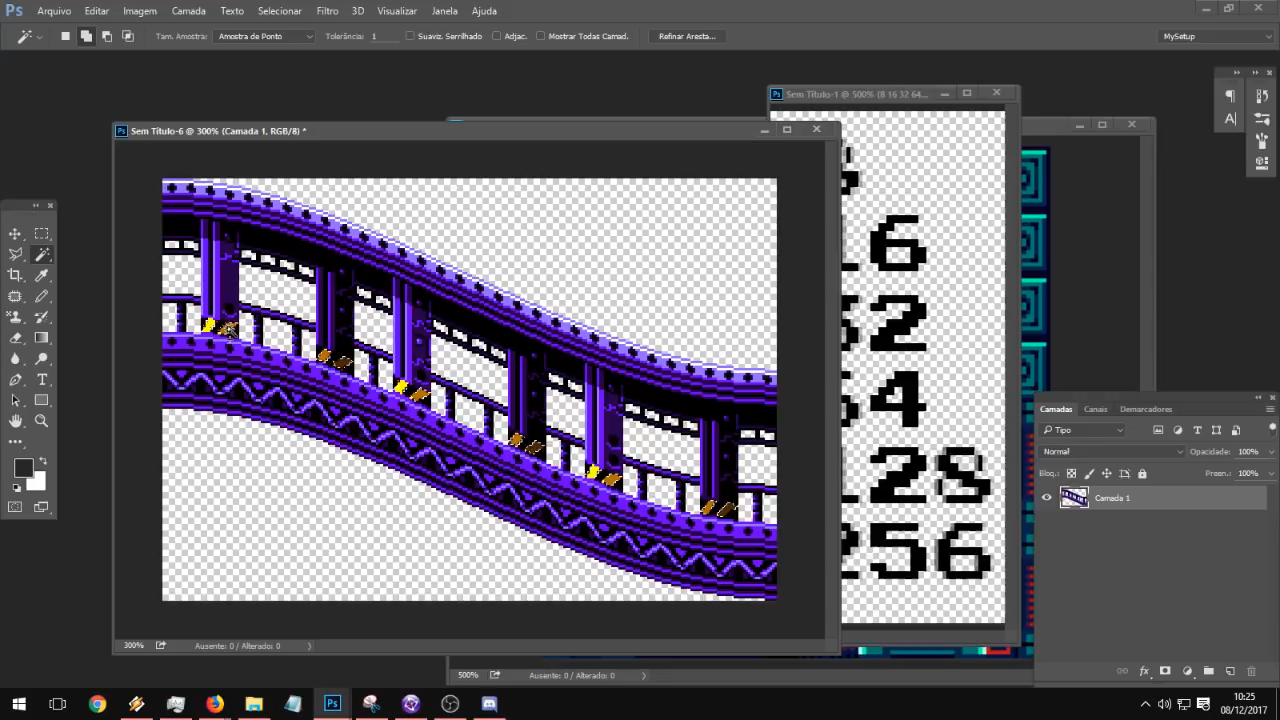 Ps Arquivo Editar Imagem Camada Texto Selecionar Filtro 3D Visualizar Janela Ajuda
Tam. Amostra: Amostra de Ponto Tolerância: 1 Suaviz. Serrilhado Adjac. Mostrar Todas Camad. Refinar Aresta... MySetup
Sem Título-1 @ 500% (8 16 32 64...
Sem Título-6 @ 300% (Camada 1, RGB/8) *
16
32
64
128
256
Camadas Canais Demarcadores
Tipo
Normal Opacidade: 100%
Bloq.: Preen.: 100%
Camada 1
300% Ausente: 0 / Alterado: 0
500% Ausente: 0 / Alterado: 0
Ps
10:25
08/12/2017